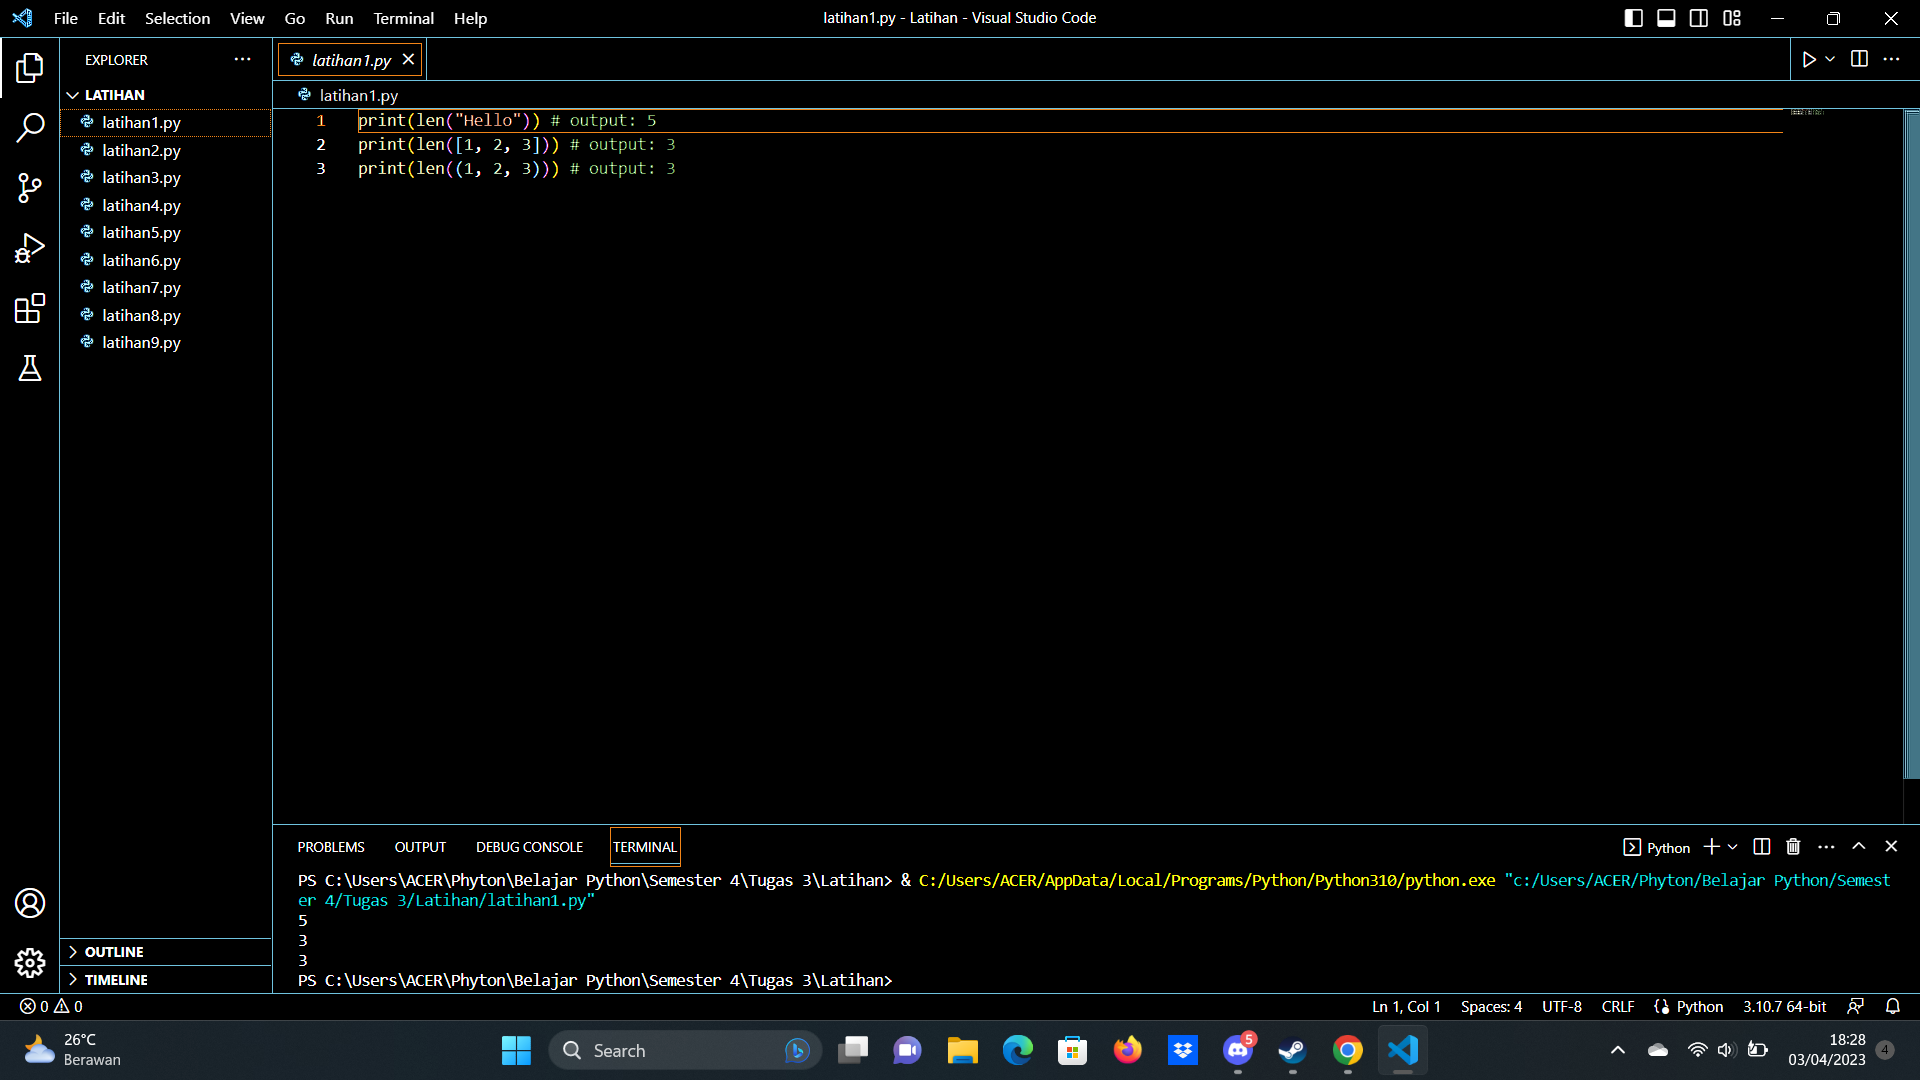 File Edit Selection View Go Run Terminal Help
latihan1.py - Latihan - Visual Studio Code
EXPLORER
LATIHAN
latihan1.py
latihan2.py
latihan3.py
latihan4.py
latihan5.py
latihan6.py
latihan7.py
latihan8.py
latihan9.py
OUTLINE
TIMELINE
latihan1.py
latihan1.py
1 print(len("Hello")) # output: 5
2 print(len([1, 2, 3])) # output: 3
3 print(len((1, 2, 3))) # output: 3
PROBLEMS OUTPUT DEBUG CONSOLE TERMINAL
Python
PS C:\Users\ACER\Phyton\Belajar Python\Semester 4\Tugas 3\Latihan> & C:/Users/ACER/AppData/Local/Programs/Python/Python310/python.exe "c:/Users/ACER/Phyton/Belajar Python/Semest
er 4/Tugas 3/Latihan/latihan1.py"
5
3
3
PS C:\Users\ACER\Phyton\Belajar Python\Semester 4\Tugas 3\Latihan>
0 0
Ln 1, Col 1 Spaces: 4 UTF-8 CRLF Python 3.10.7 64-bit
26°C
Berawan
Search
5
18:28
03/04/2023
4